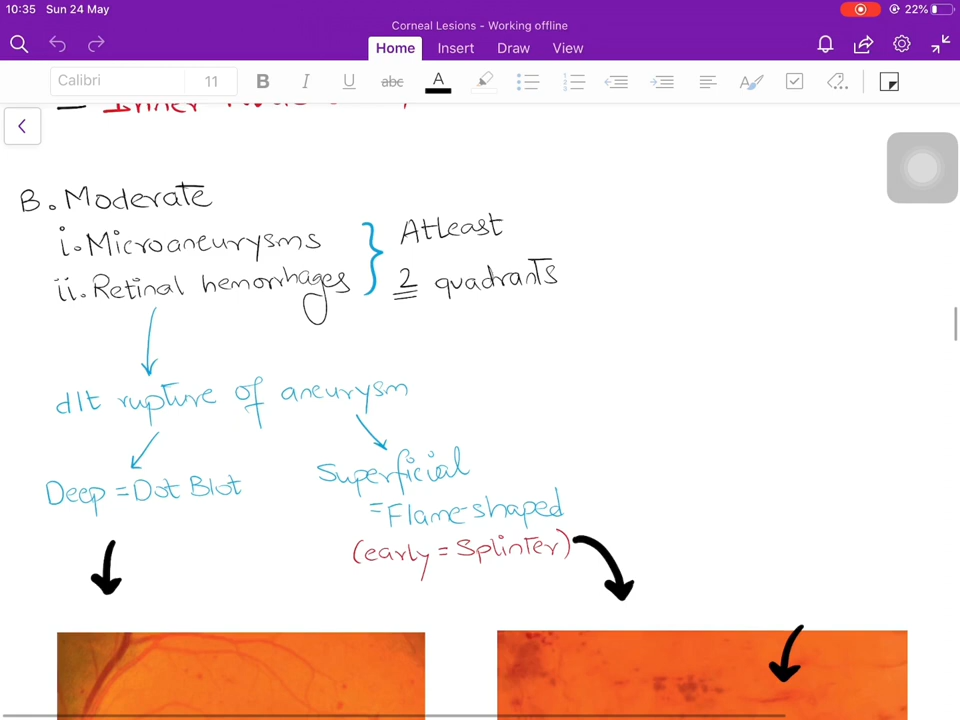 10:35 Sun 24 May
22%
Corneal Lesions - Working offline
Home Insert Draw View
Calibri 11 B I U abc A
B. Moderate
i. Microaneurysms } Atleast
ii. Retinal hemorrhages 2 quadrants
d/t rupture of aneurysm
Deep = Dot Blot
Superficial
= Flame-shaped
(early = Splinter)